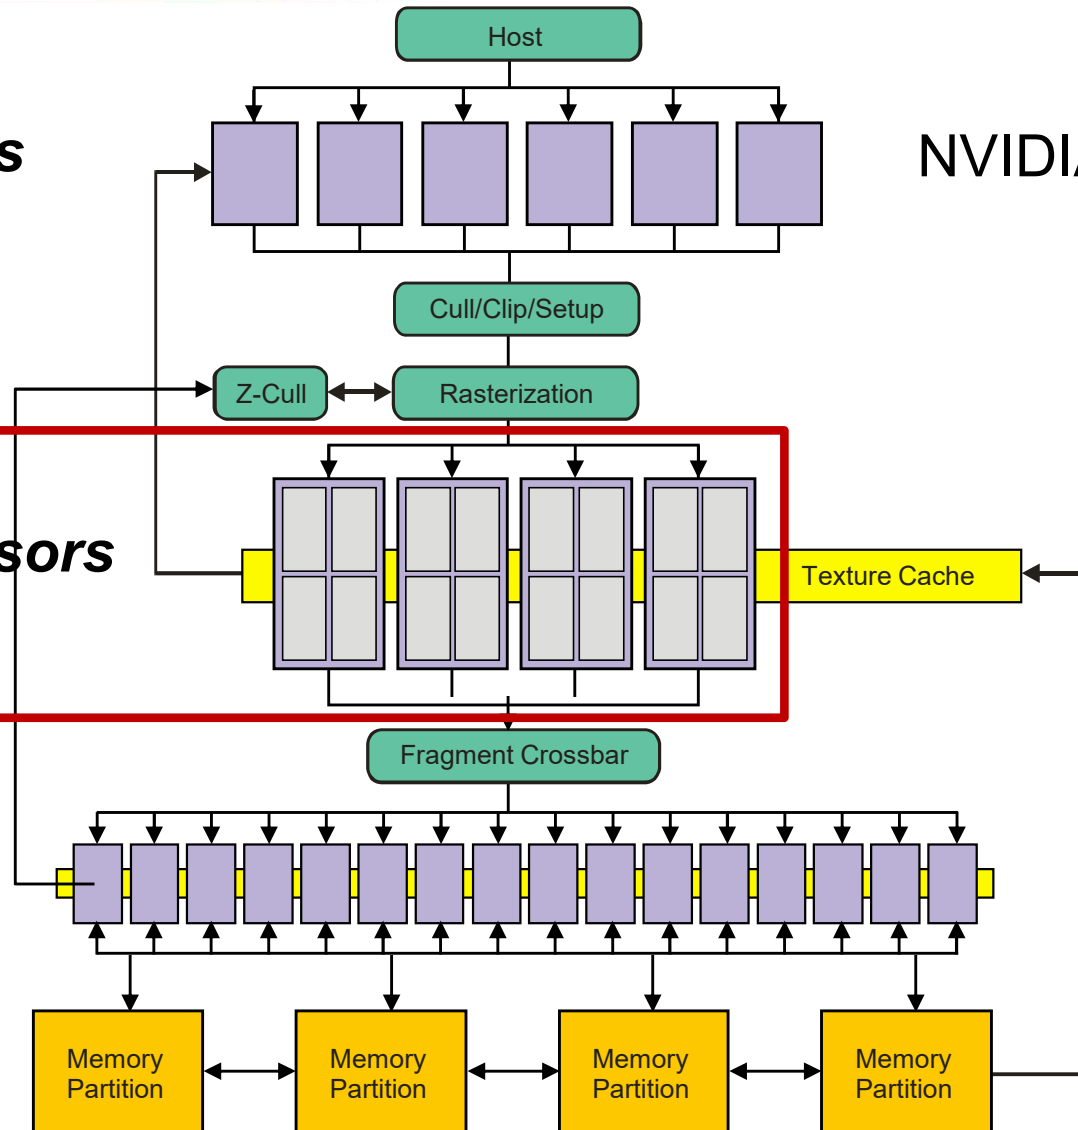 Host
s
NVIDIA
Cull/Clip/Setup
Z-Cull
Rasterization
sors
Texture Cache
Fragment Crossbar
Memory
Partition
Memory
Partition
Memory
Partition
Memory
Partition